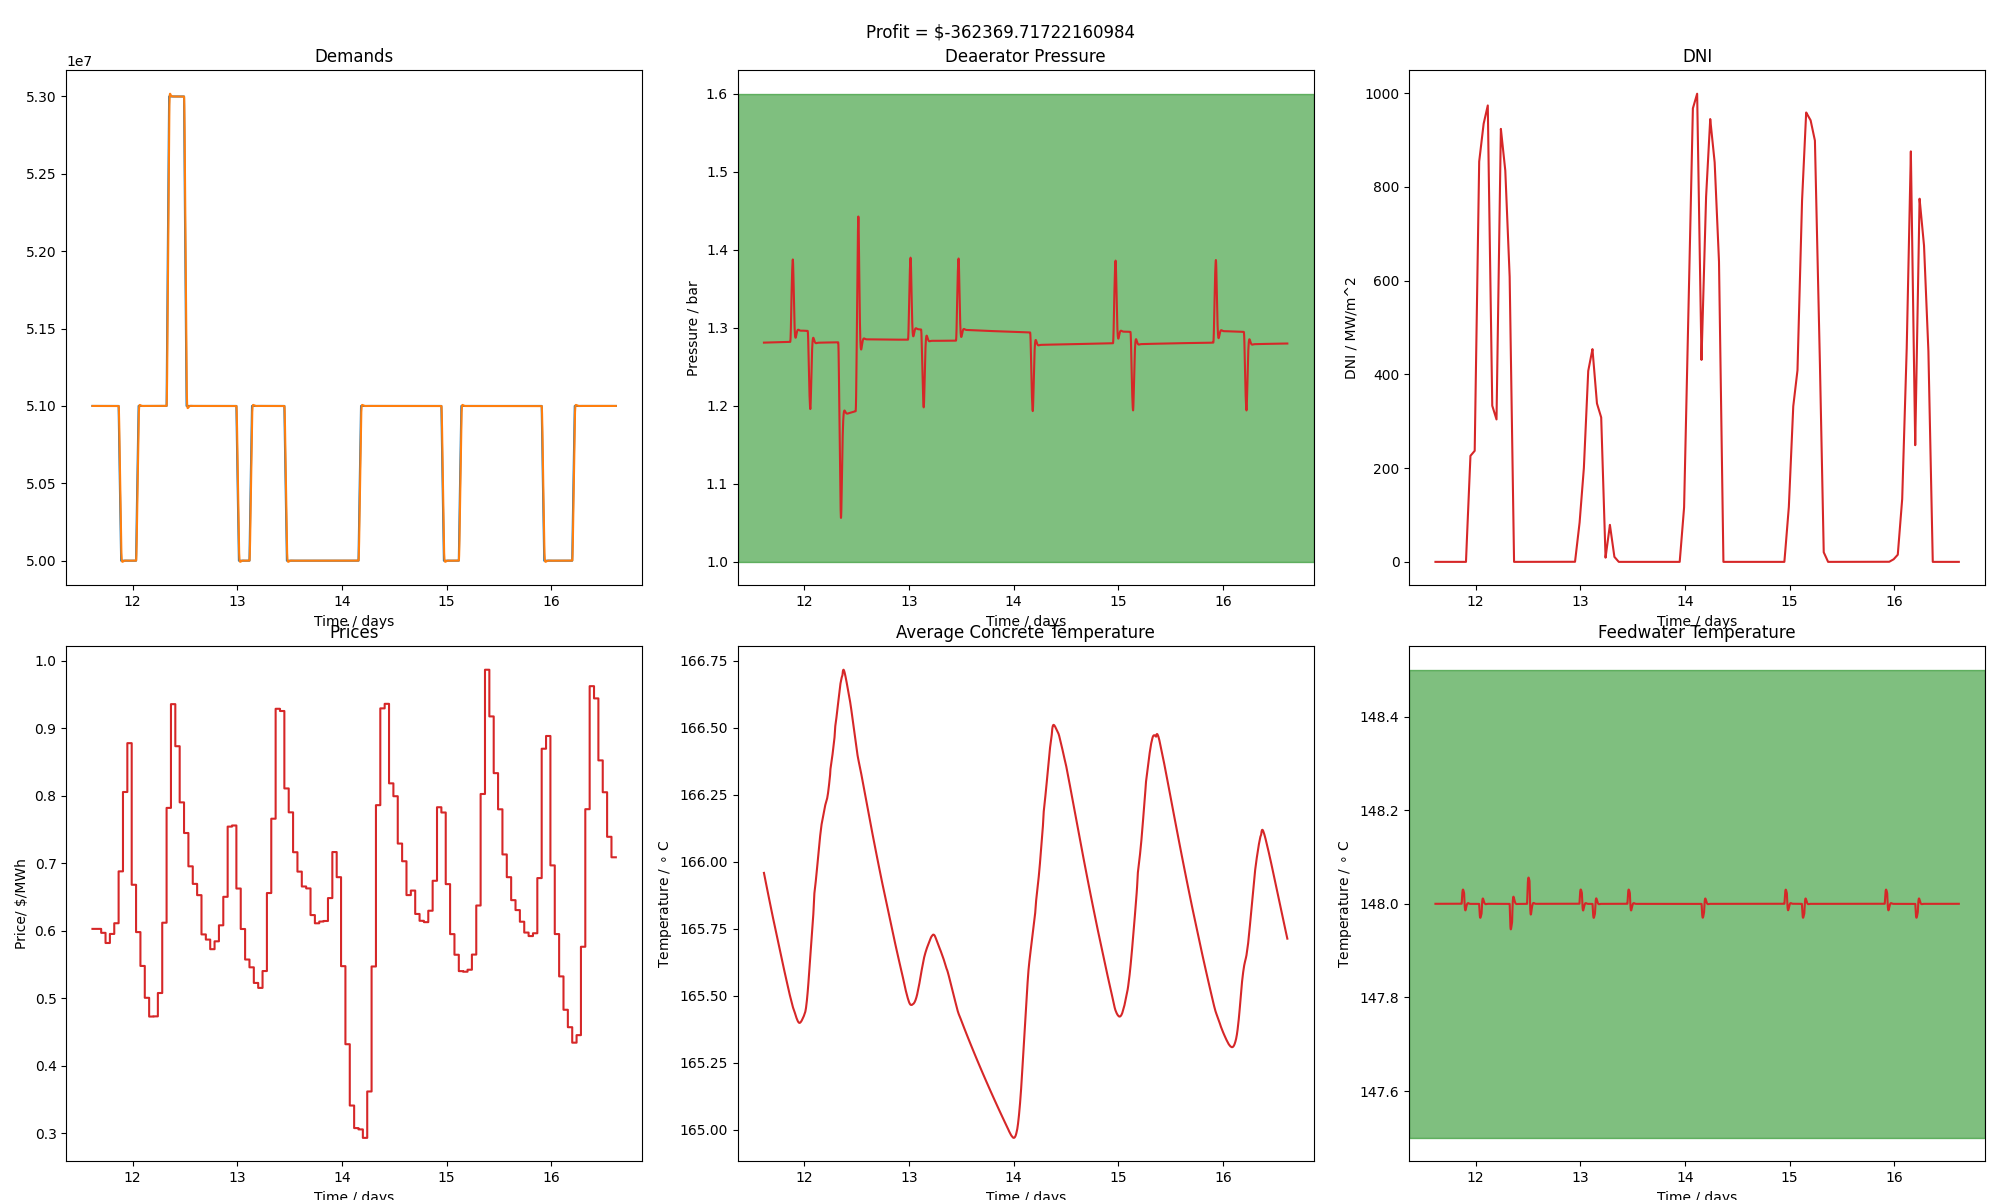 Profit = $-362369.71722160984
Demands
1e7
5.30
5.25
5.20
5.15
5.10
5.05
5.00
12 13 14 15 16
Time / days
Deaerator Pressure
Pressure / bar
1.6
1.5
1.4
1.3
1.2
1.1
1.0
12 13 14 15 16
Time / days
DNI
DNI / MW/m^2
1000
800
600
400
200
0
12 13 14 15 16
Time / days
Prices
Price/ $/MWh
1.0
0.9
0.8
0.7
0.6
0.5
0.4
0.3
12 13 14 15 16
Time / days
Average Concrete Temperature
Temperature / ∘ C
166.75
166.50
166.25
166.00
165.75
165.50
165.25
165.00
12 13 14 15 16
Time / days
Feedwater Temperature
Temperature / ∘ C
148.4
148.2
148.0
147.8
147.6
12 13 14 15 16
Time / days